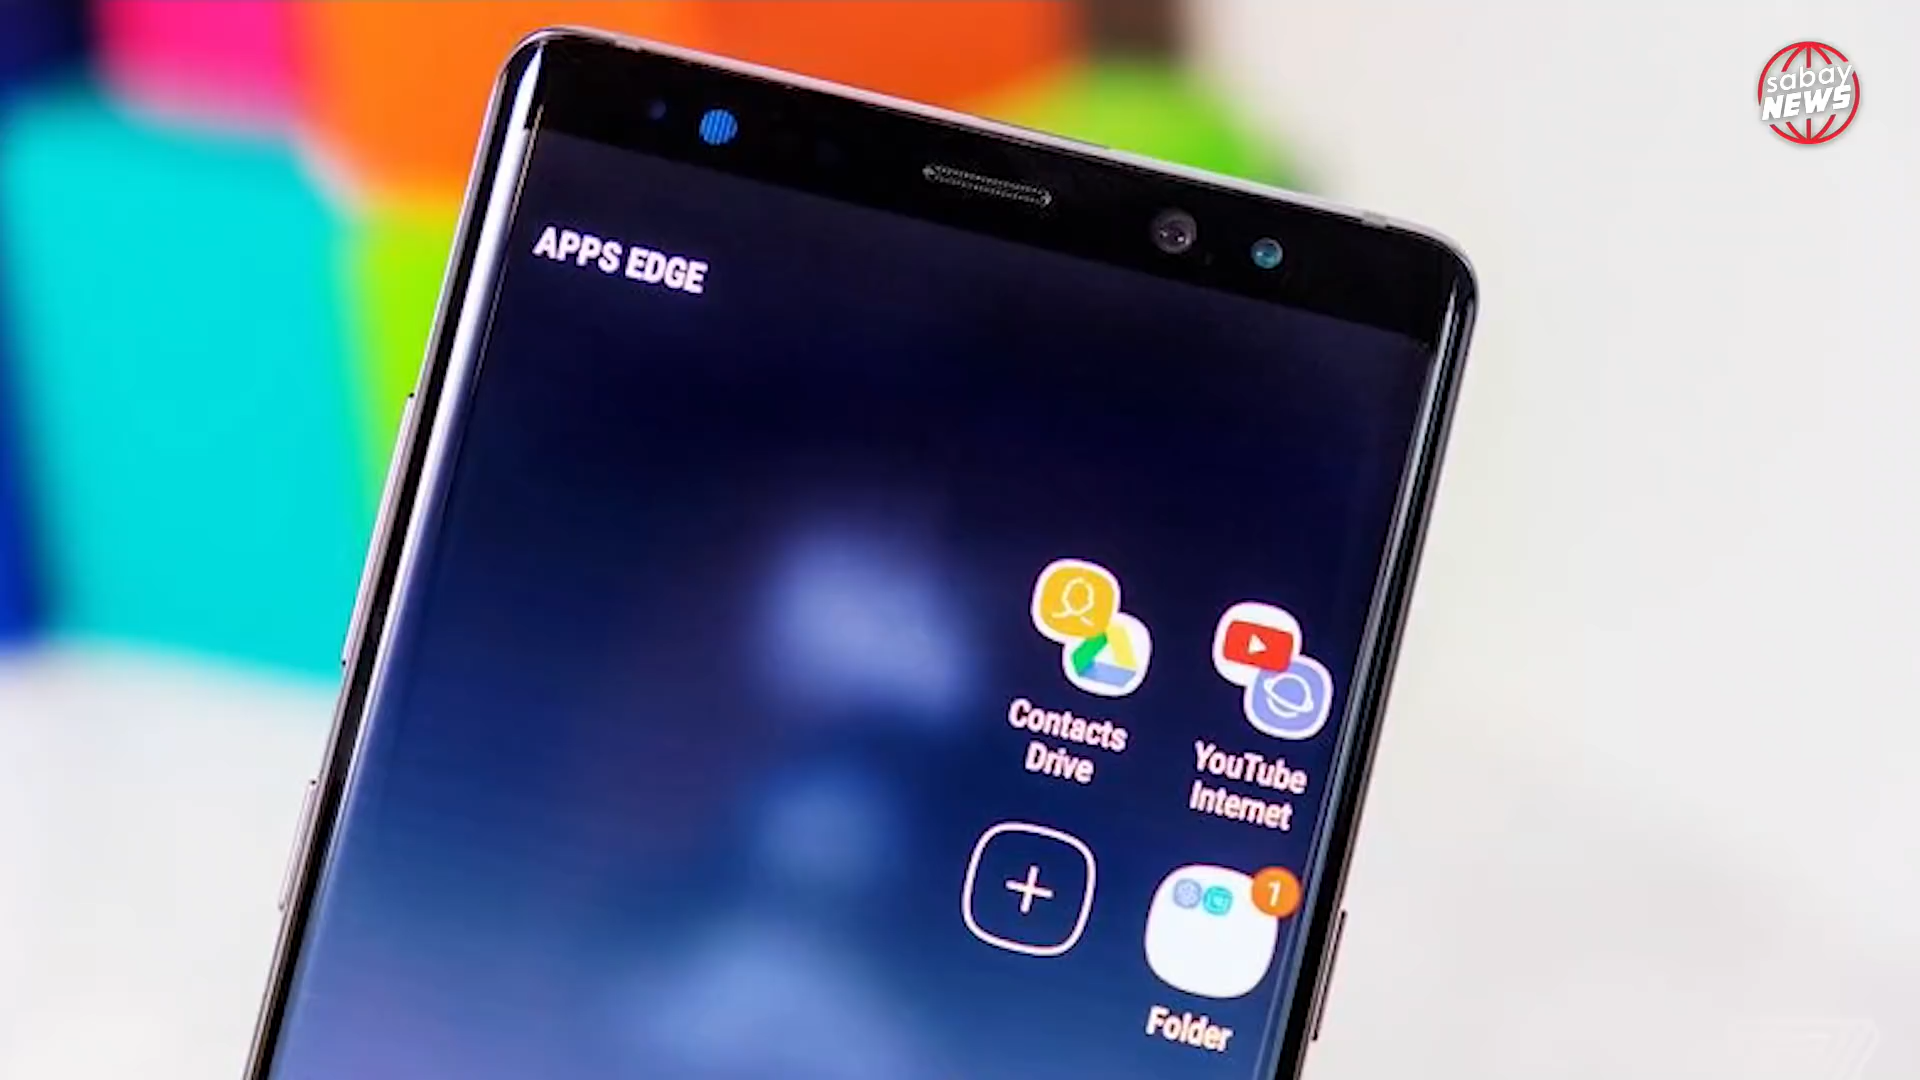 sabay
NEWS
APPS EDGE
Contacts
Drive
YouTube
Internet
1
Folder